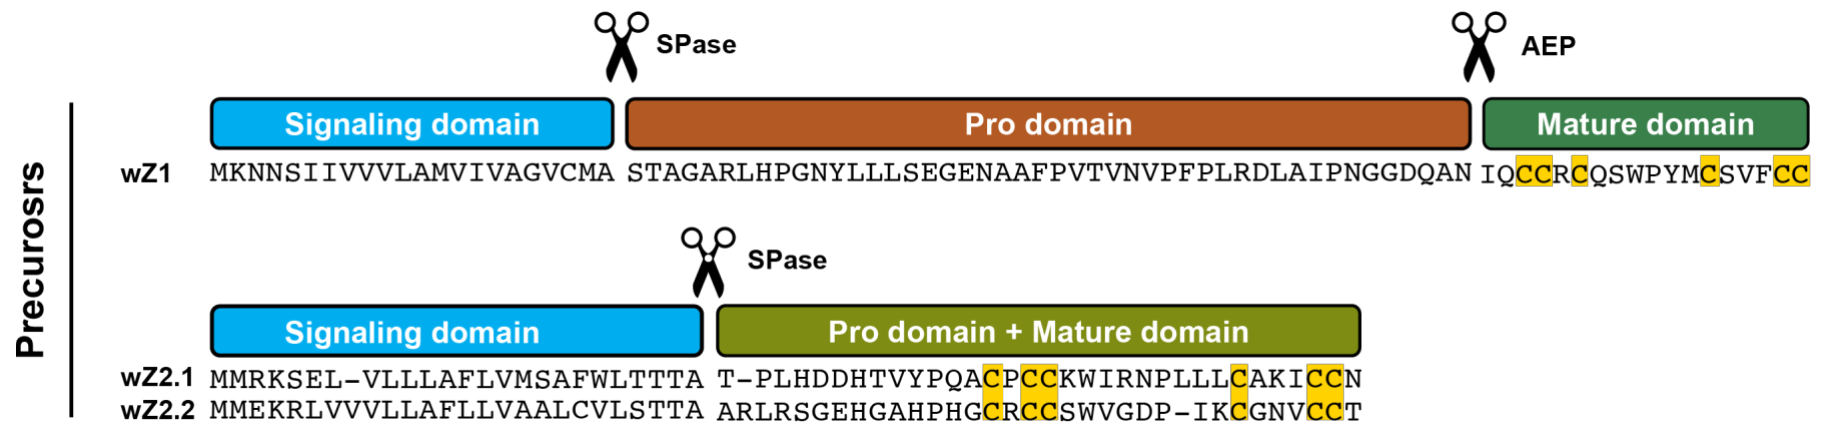 SPase AEP
Signaling domain Pro domain Mature domain
wZ1 MKNNSIIVVVLAMVIVAGVCMA STAGARLHPGNYLLLSEGENAAFPVTVNVPFPLRDLAIPNGGDQAN IQCCRCQSWPYMCSVFCC
SPase
Signaling domain Pro domain + Mature domain
wZ2.1 MMRKSEL-VLLLAFLVMSAFWLTTTA T-PLHDDHTVYPQACPCCKWIRNPLLLCAKICCN
wZ2.2 MMEKRLVVVLLAFLLVAALCVLSTTA ARLRSGEHGAHPHGCRCCSWVGDP-IKCGNVCCT
Precurosrs